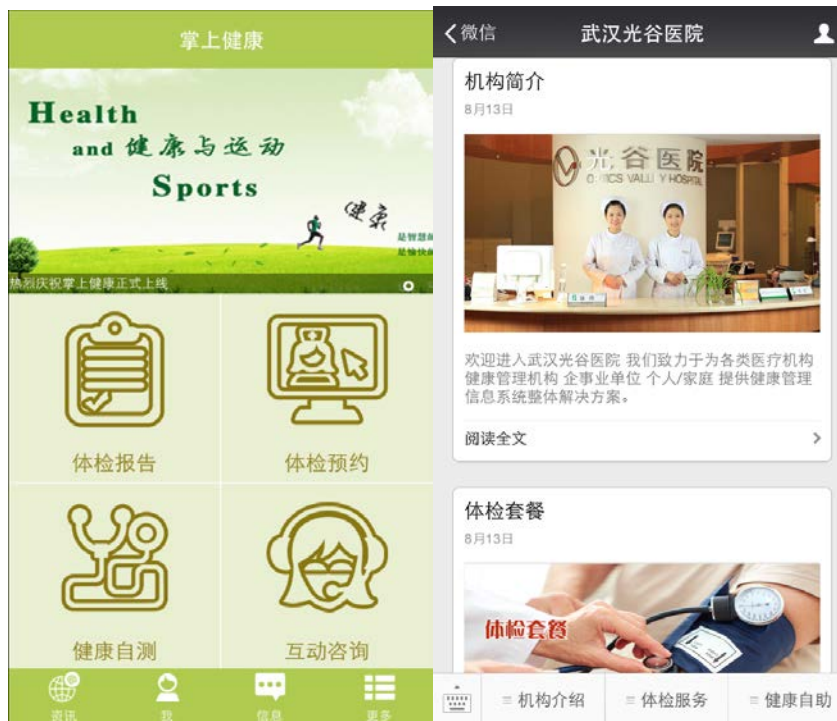 掌上健康
Health
and 健康与运动
Sports
健康
是智慧
是愉快
热烈庆祝掌上健康正式上线
体检报告
体检预约
健康自测
互动咨询
资讯
我
信息
更多
微信
武汉光谷医院
机构简介
8月13日
光谷医院
欢迎进入武汉光谷医院 我们致力于为各类医疗机构
健康管理机构 企事业单位 个人/家庭 提供健康管理
信息系统整体解决方案。
阅读全文
体检套餐
8月13日
体检套餐
机构介绍
体检服务
健康自助